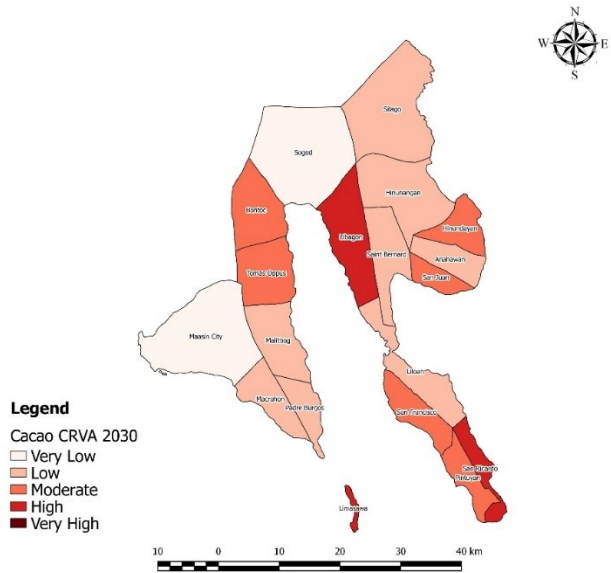 N
W E
S
Silago
Sogod
Hinunangan
Bontoc
Hinundayan
Libagon
Saint Bernard
Anahawan
Tomas Oppus
San Juan
Maasin City
Malitbog
Liloan
Macrohon
Padre Burgos
San Francisco
San Ricardo
Pintuyan
Limasawa
Legend
Cacao CRVA 2030
Very Low
Low
Moderate
High
Very High
10 0 10 20 30 40 km